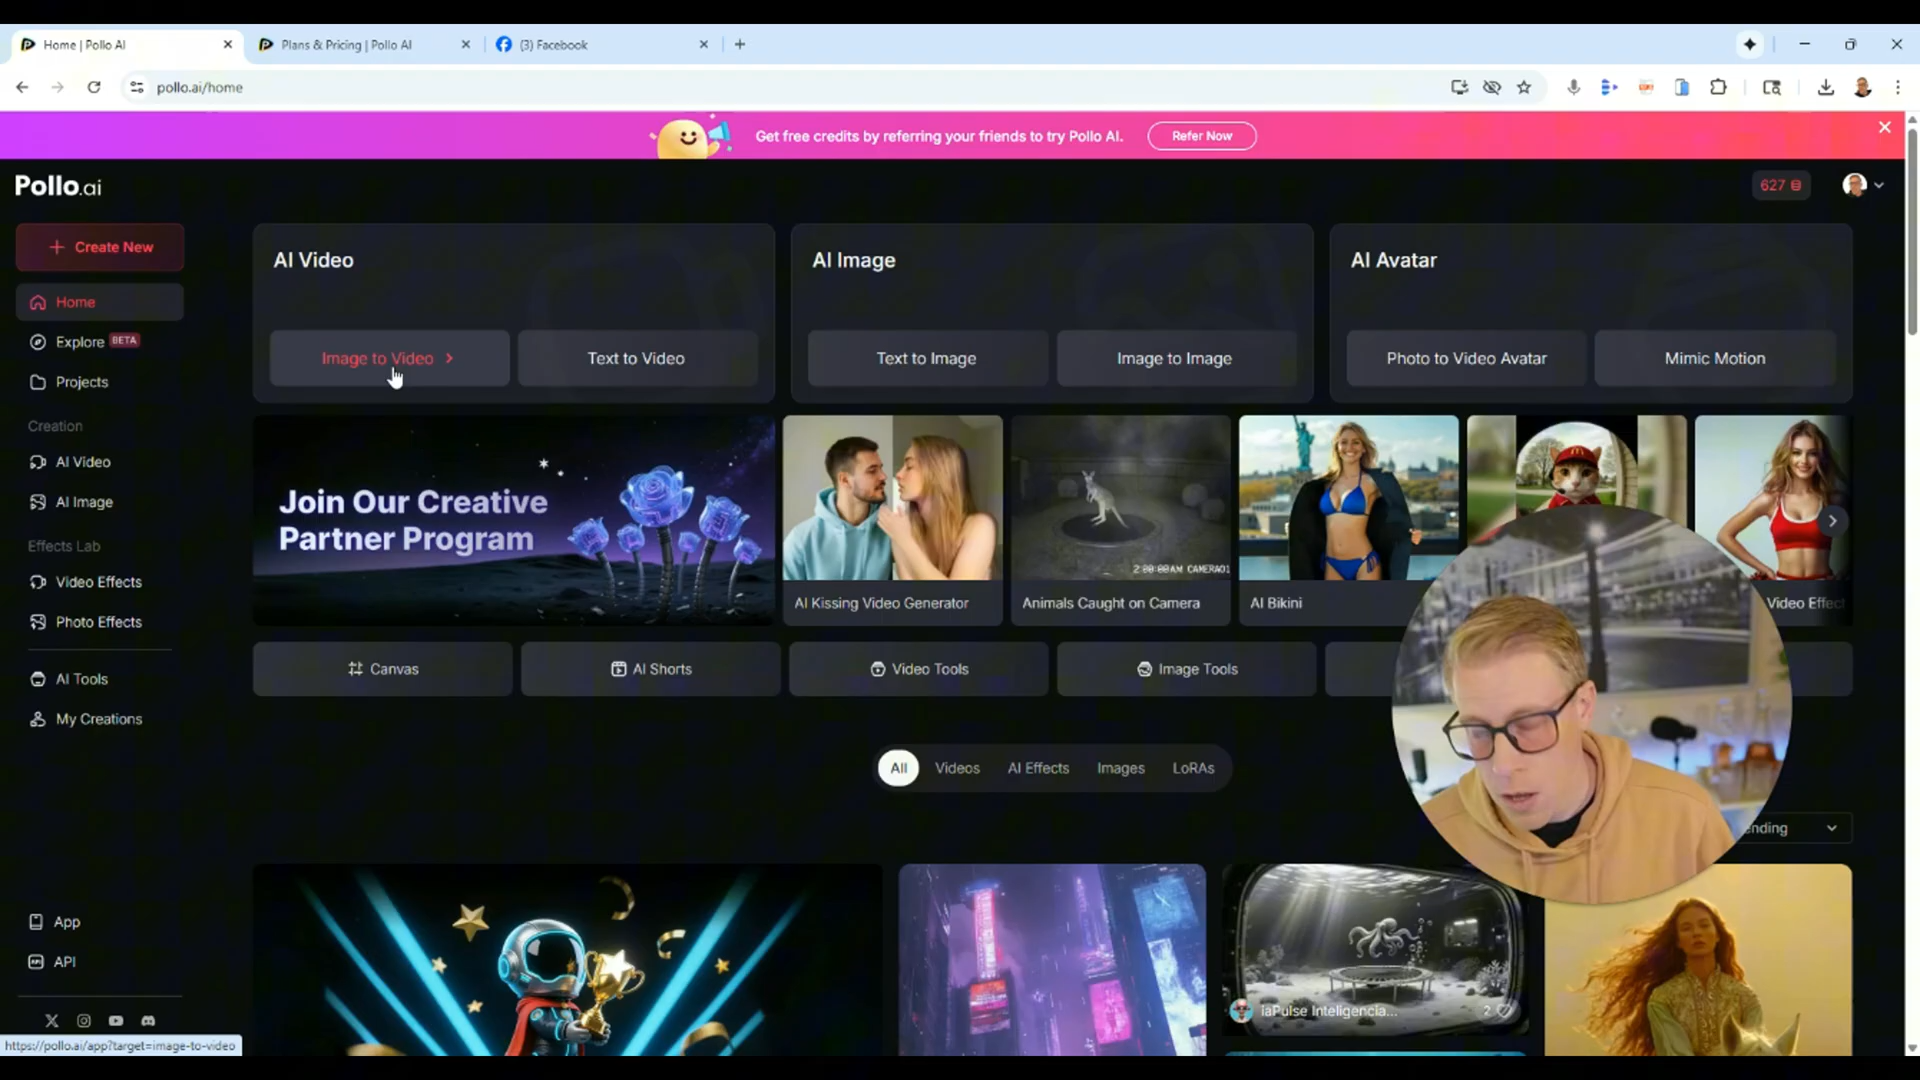 Home | Pollo AI
Plans & Pricing | Pollo AI
(3) Facebook
pollo.ai/home
Get free credits by referring your friends to try Pollo AI.
Refer Now
Pollo.ai
627
Create New
Home
Explore BETA
Projects
Creation
AI Video
AI Image
Effects Lab
Video Effects
Photo Effects
AI Tools
My Creations
App
API
https://pollo.ai/app?target=image-to-video
AI Video
Image to Video
Text to Video
AI Image
Text to Image
Image to Image
AI Avatar
Photo to Video Avatar
Mimic Motion
Join Our Creative
Partner Program
AI Kissing Video Generator
2:00:00AM CAMERA01
Animals Caught on Camera
AI Bikini
Video Effec
Canvas
AI Shorts
Video Tools
Image Tools
All
Videos
AI Effects
Images
LoRAs
ending
iaPulse Inteligencia...
2